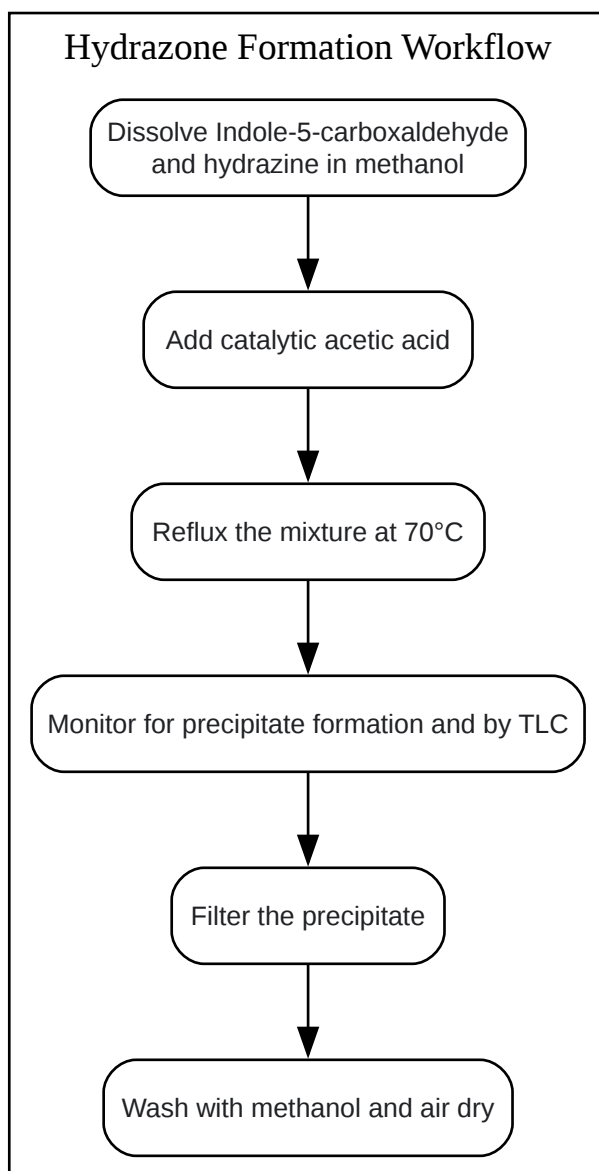 Hydrazone Formation Workflow
Dissolve Indole-5-carboxaldehyde
and hydrazine in methanol
Add catalytic acetic acid
Reflux the mixture at 70°C
Monitor for precipitate formation and by TLC
Filter the precipitate
Wash with methanol and air dry